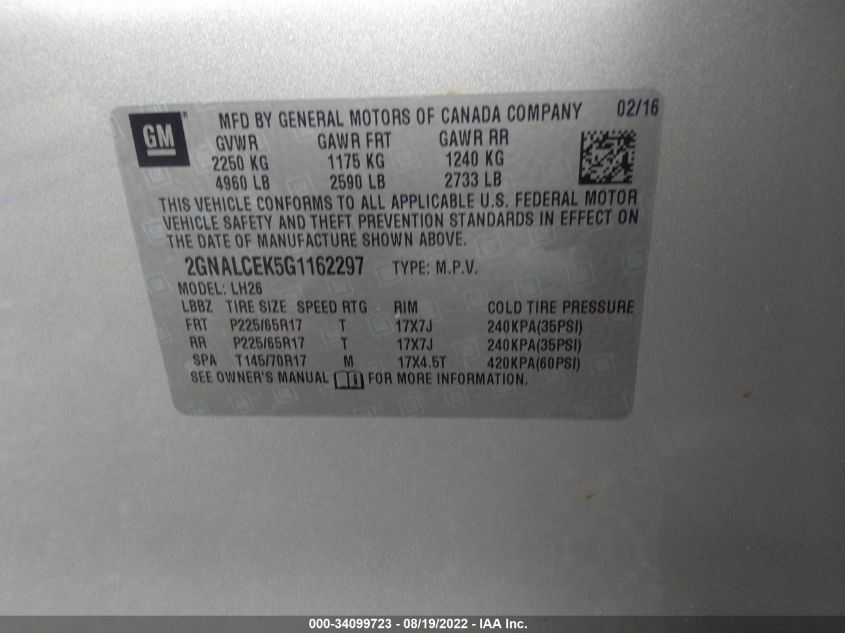 GM ® MFD BY GENERAL MOTORS OF CANADA COMPANY 02/16
GVWR GAWR FRT GAWR RR
2250 KG 1175 KG 1240 KG
4960 LB 2590 LB 2733 LB
THIS VEHICLE CONFORMS TO ALL APPLICABLE U.S. FEDERAL MOTOR
VEHICLE SAFETY AND THEFT PREVENTION STANDARDS IN EFFECT ON
THE DATE OF MANUFACTURE SHOWN ABOVE.
2GNALCEK5G1162297 TYPE: M.P.V.
MODEL: LH26
LBBZ TIRE SIZE SPEED RTG RIM COLD TIRE PRESSURE
FRT P225/65R17 T 17X7J 240KPA(35PSI)
RR P225/65R17 T 17X7J 240KPA(35PSI)
SPA T145/70R17 M 17X4.5T 420KPA(60PSI)
SEE OWNER'S MANUAL FOR MORE INFORMATION.
000-34099723 - 08/19/2022 - IAA Inc.